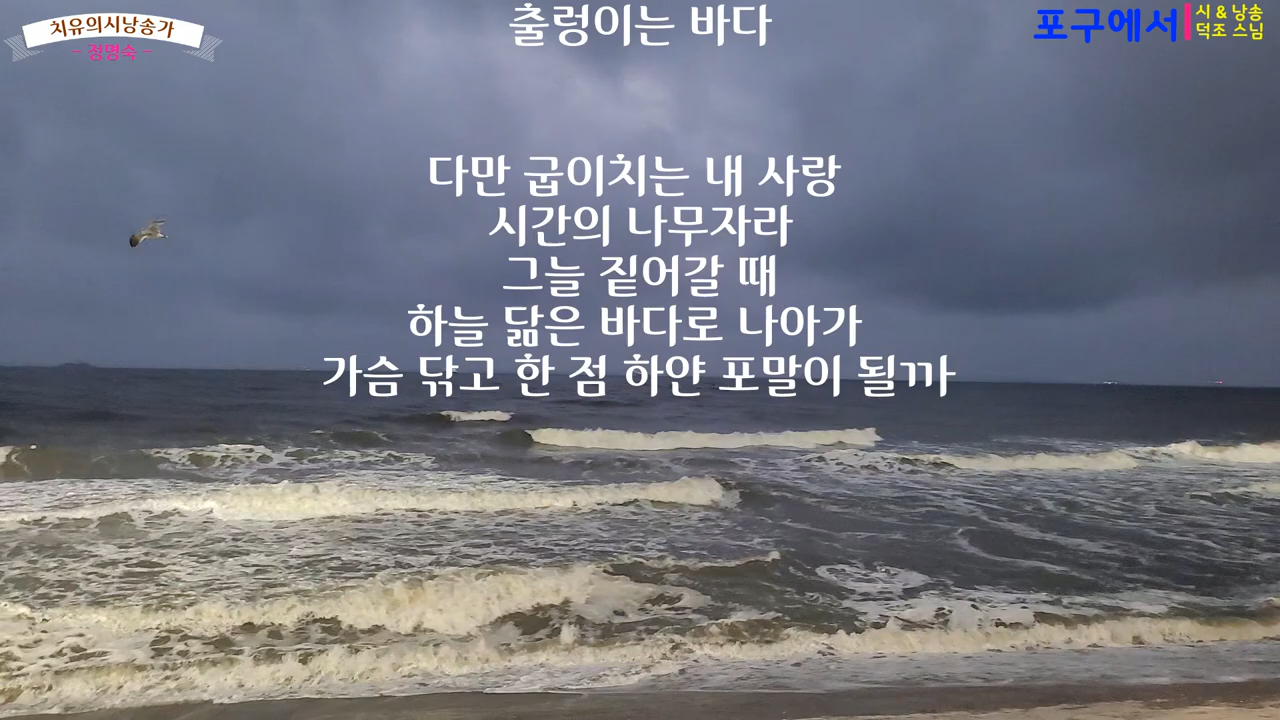 치유의시낭송가
- 정명숙 -
출렁이는 바다
포구에서
시 & 낭송
덕조 스님
다만 굽이치는 내 사랑
시간의 나무자라
그늘 짙어갈 때
하늘 닮은 바다로 나아가
가슴 닦고 한 점 하얀 포말이 될까